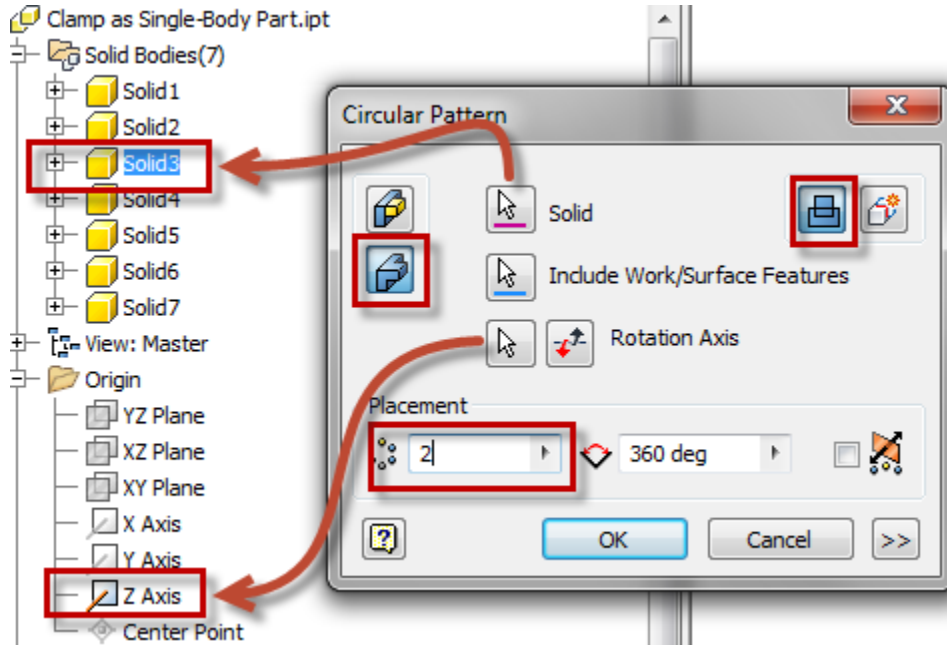 Clamp as Single-Body Part.ipt
Solid Bodies(7)
Solid1
Solid2
Solid3
Solid4
Solid5
Solid6
Solid7
View: Master
Origin
YZ Plane
XZ Plane
XY Plane
X Axis
Y Axis
Z Axis
Center Point
Circular Pattern
Solid
Include Work/Surface Features
Rotation Axis
Placement
2
360 deg
OK
Cancel
>>